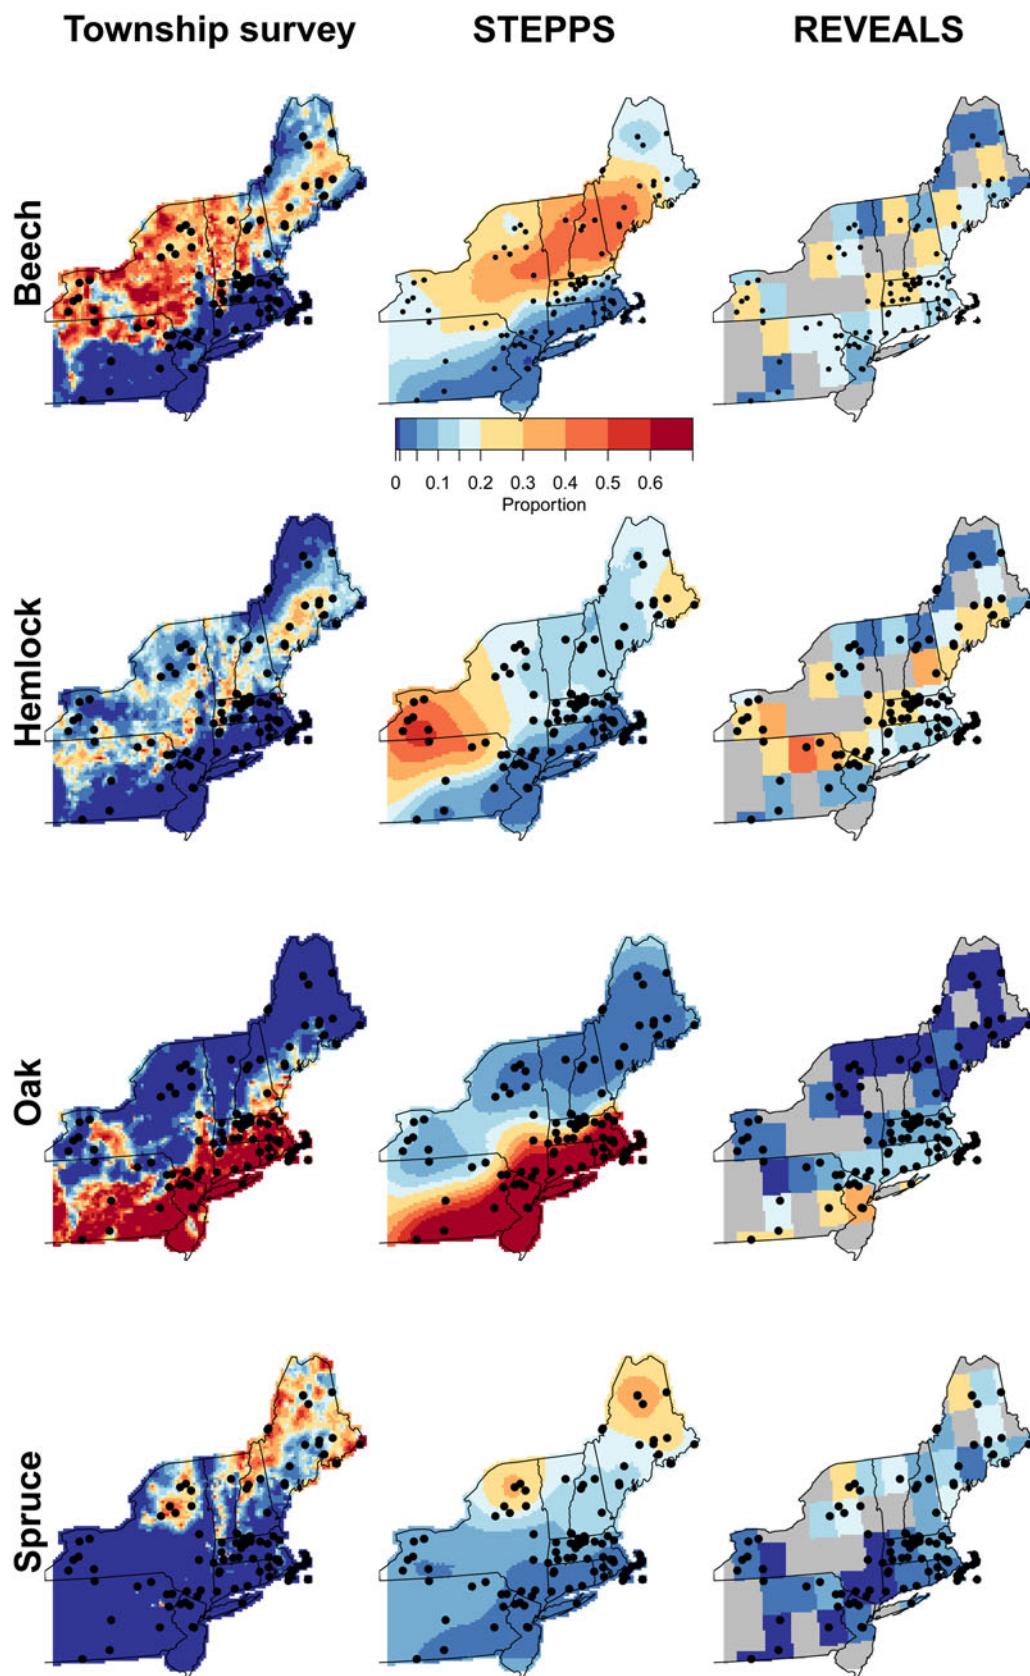 Township survey STEPPS REVEALS
Beech
0 0.1 0.2 0.3 0.4 0.5 0.6
Proportion
Hemlock
Oak
Spruce